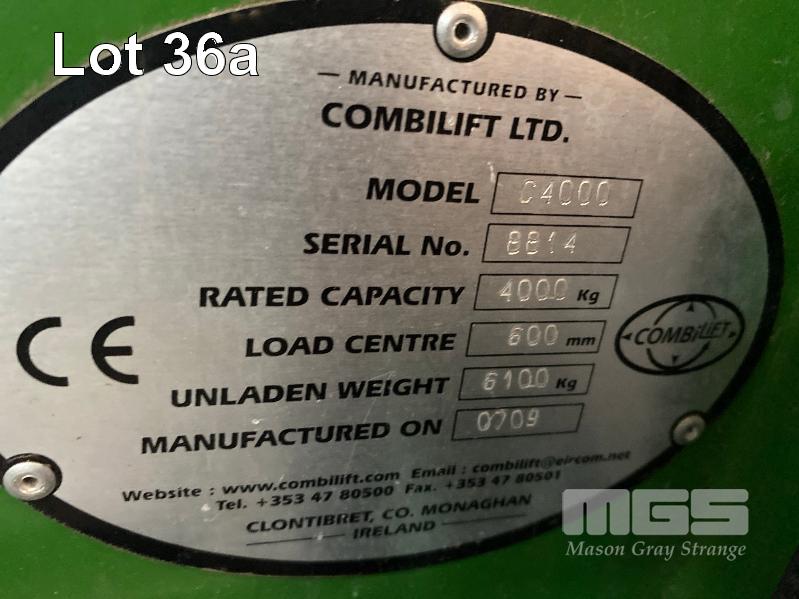 Lot 36a
— MANUFACTURED BY —
COMBILIFT LTD.
MODEL C4000
SERIAL No. 8814
RATED CAPACITY 4000 Kg
LOAD CENTRE 600 mm
COMBiLiFT
CE
UNLADEN WEIGHT 6100 Kg
MANUFACTURED ON 0709
Website : www.combilift.com Email : combilift@eircom.net
Tel. +353 47 80500 Fax. +353 47 80501
CLONTIBRET, CO. MONAGHAN
— IRELAND —
MGS
Mason Gray Strange